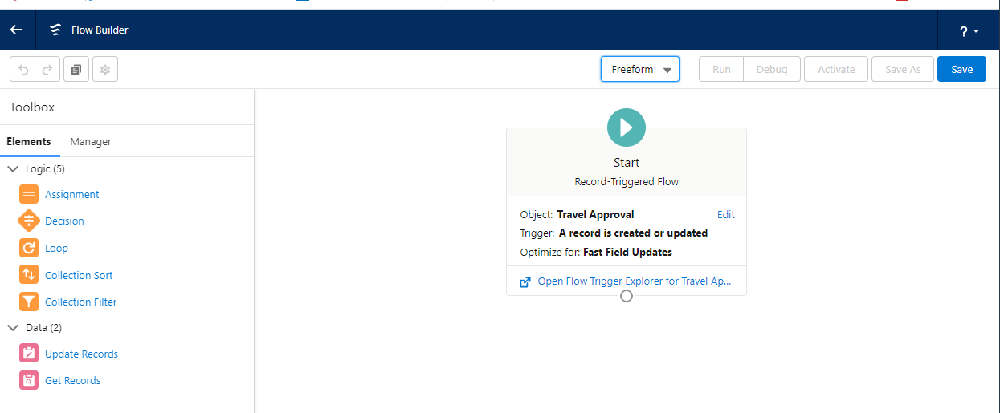 Flow Builder
?
Freeform
Run
Debug
Activate
Save As
Save
Toolbox
Elements
Manager
Logic (5)
Assignment
Decision
Loop
Collection Sort
Collection Filter
Data (2)
Update Records
Get Records
Start
Record-Triggered Flow
Object: Travel Approval
Edit
Trigger: A record is created or updated
Optimize for: Fast Field Updates
Open Flow Trigger Explorer for Travel Ap...